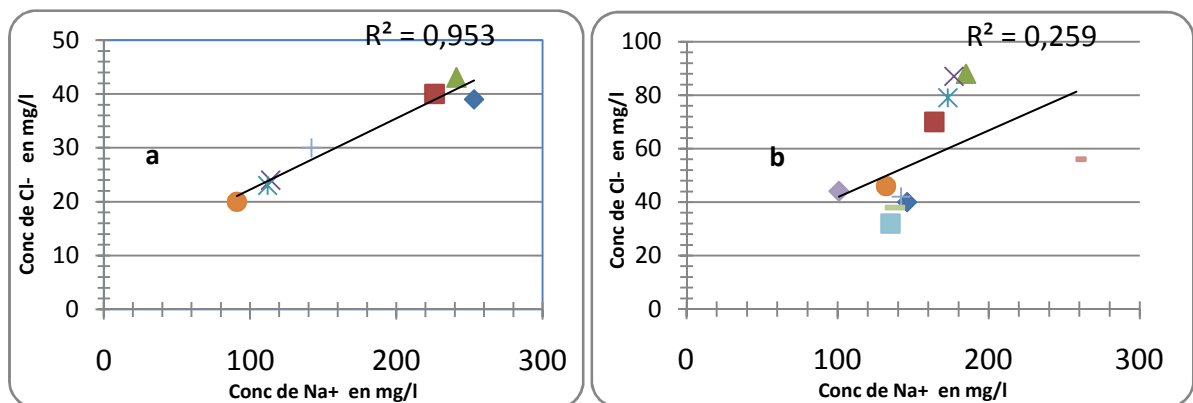 R² = 0,953
50
40
30
20
10
0
a
0 100 200 300
Conc de Cl- en mg/l
Conc de Na+ en mg/l
R² = 0,259
100
80
60
40
20
0
b
0 100 200 300
Conc de Cl- en mg/l
Conc de Na+ en mg/l